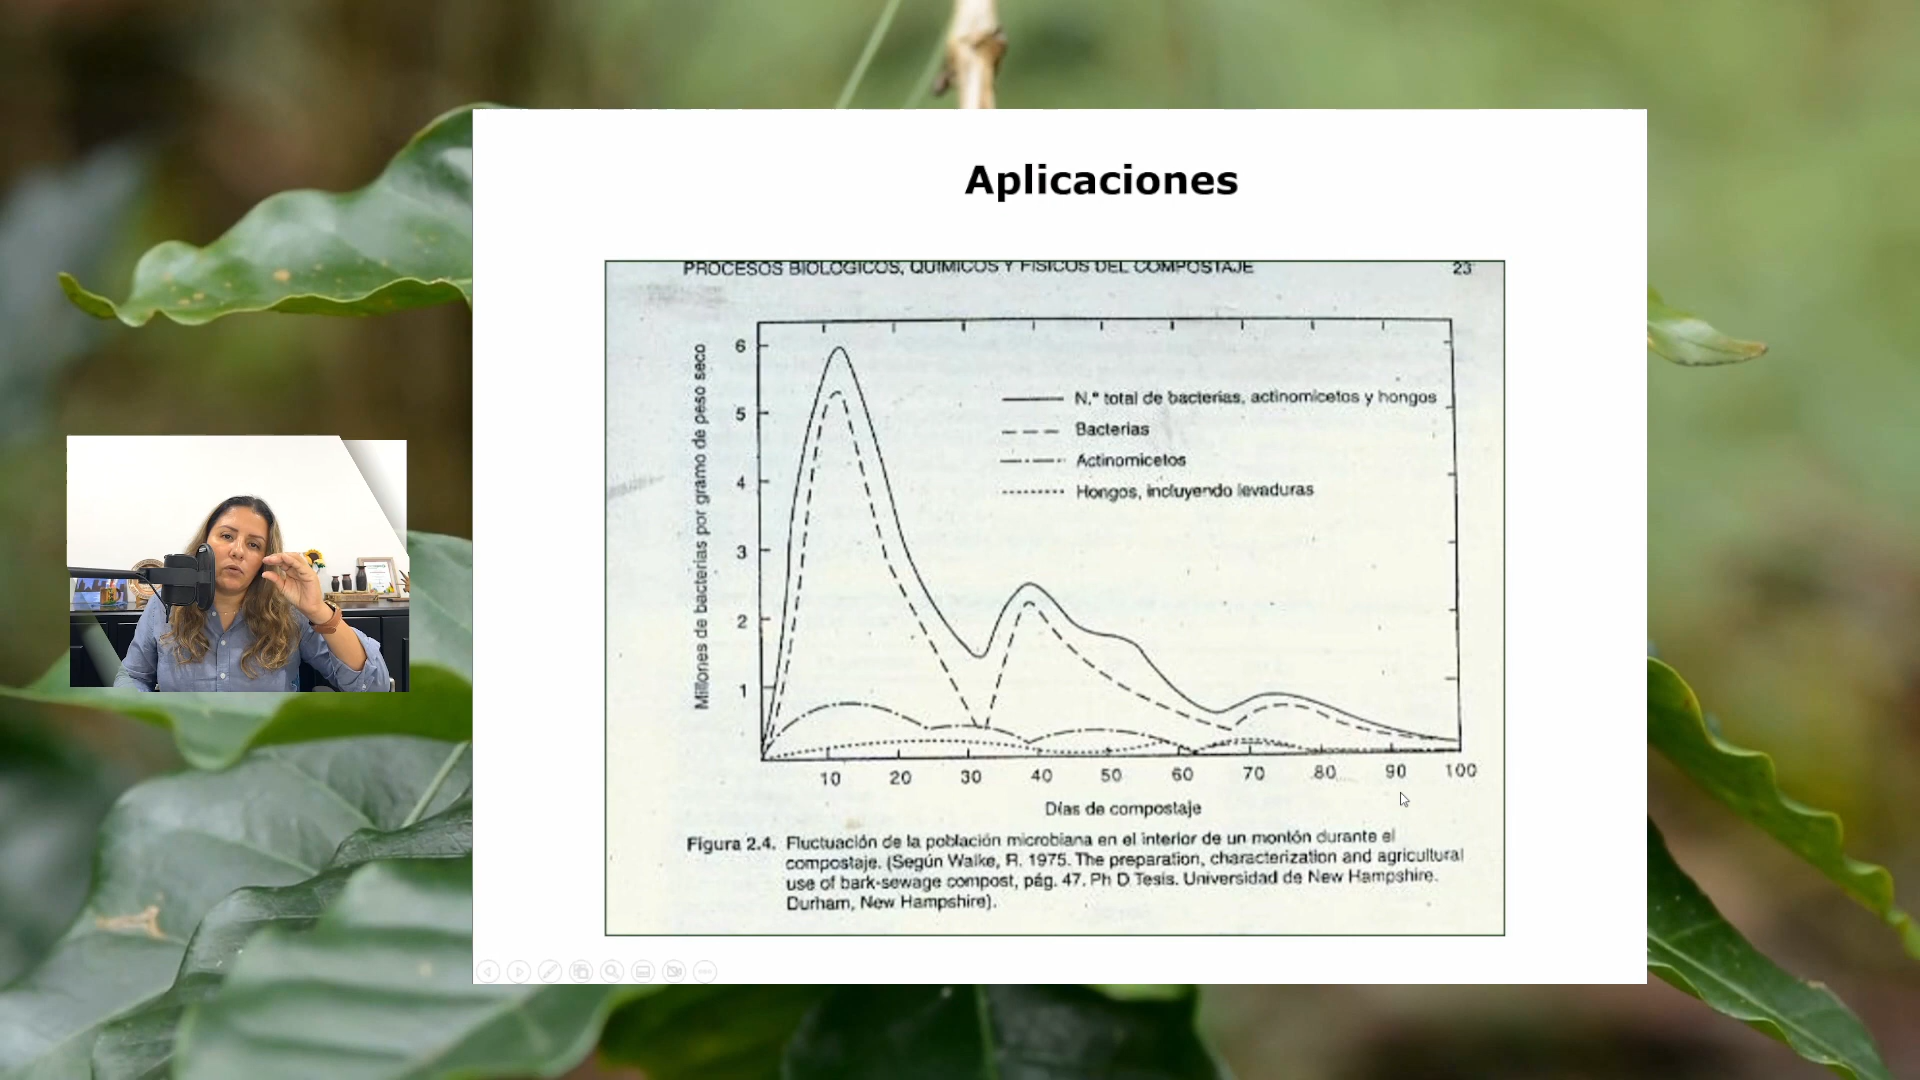 Aplicaciones
PROCESOS BIOLOGICOS, QUIMICOS Y FISICOS DEL COMPOSTAJE 23
Millones de bacterias por gramo de peso seco
6
5
4
3
2
1
N.° total de bacterias, actinomicetos y hongos
Bacterias
Actinomicetos
Hongos, incluyendo levaduras
10 20 30 40 50 60 70 80 90 100
Días de compostaje
Figura 2.4. Fluctuación de la población microbiana en el interior de un montón durante el
compostaje. (Según Walke, R. 1975. The preparation, characterization and agricultural
use of bark-sewage compost, pág. 47. Ph D Tesis. Universidad de New Hampshire.
Durham, New Hampshire).